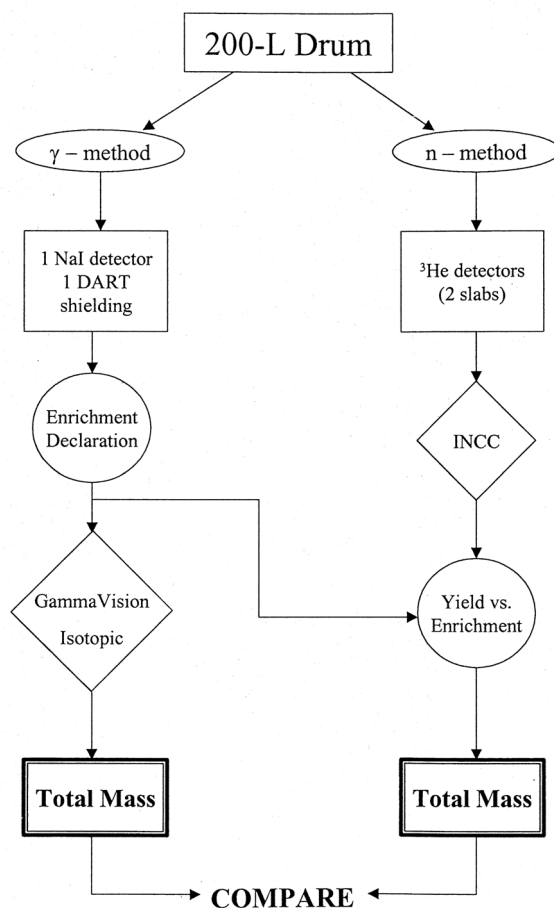 200-L Drum
γ – method
n – method
1 NaI detector
1 DART
shielding
³He detectors
(2 slabs)
Enrichment
Declaration
INCC
GammaVision
Isotopic
Yield vs.
Enrichment
Total Mass
Total Mass
COMPARE